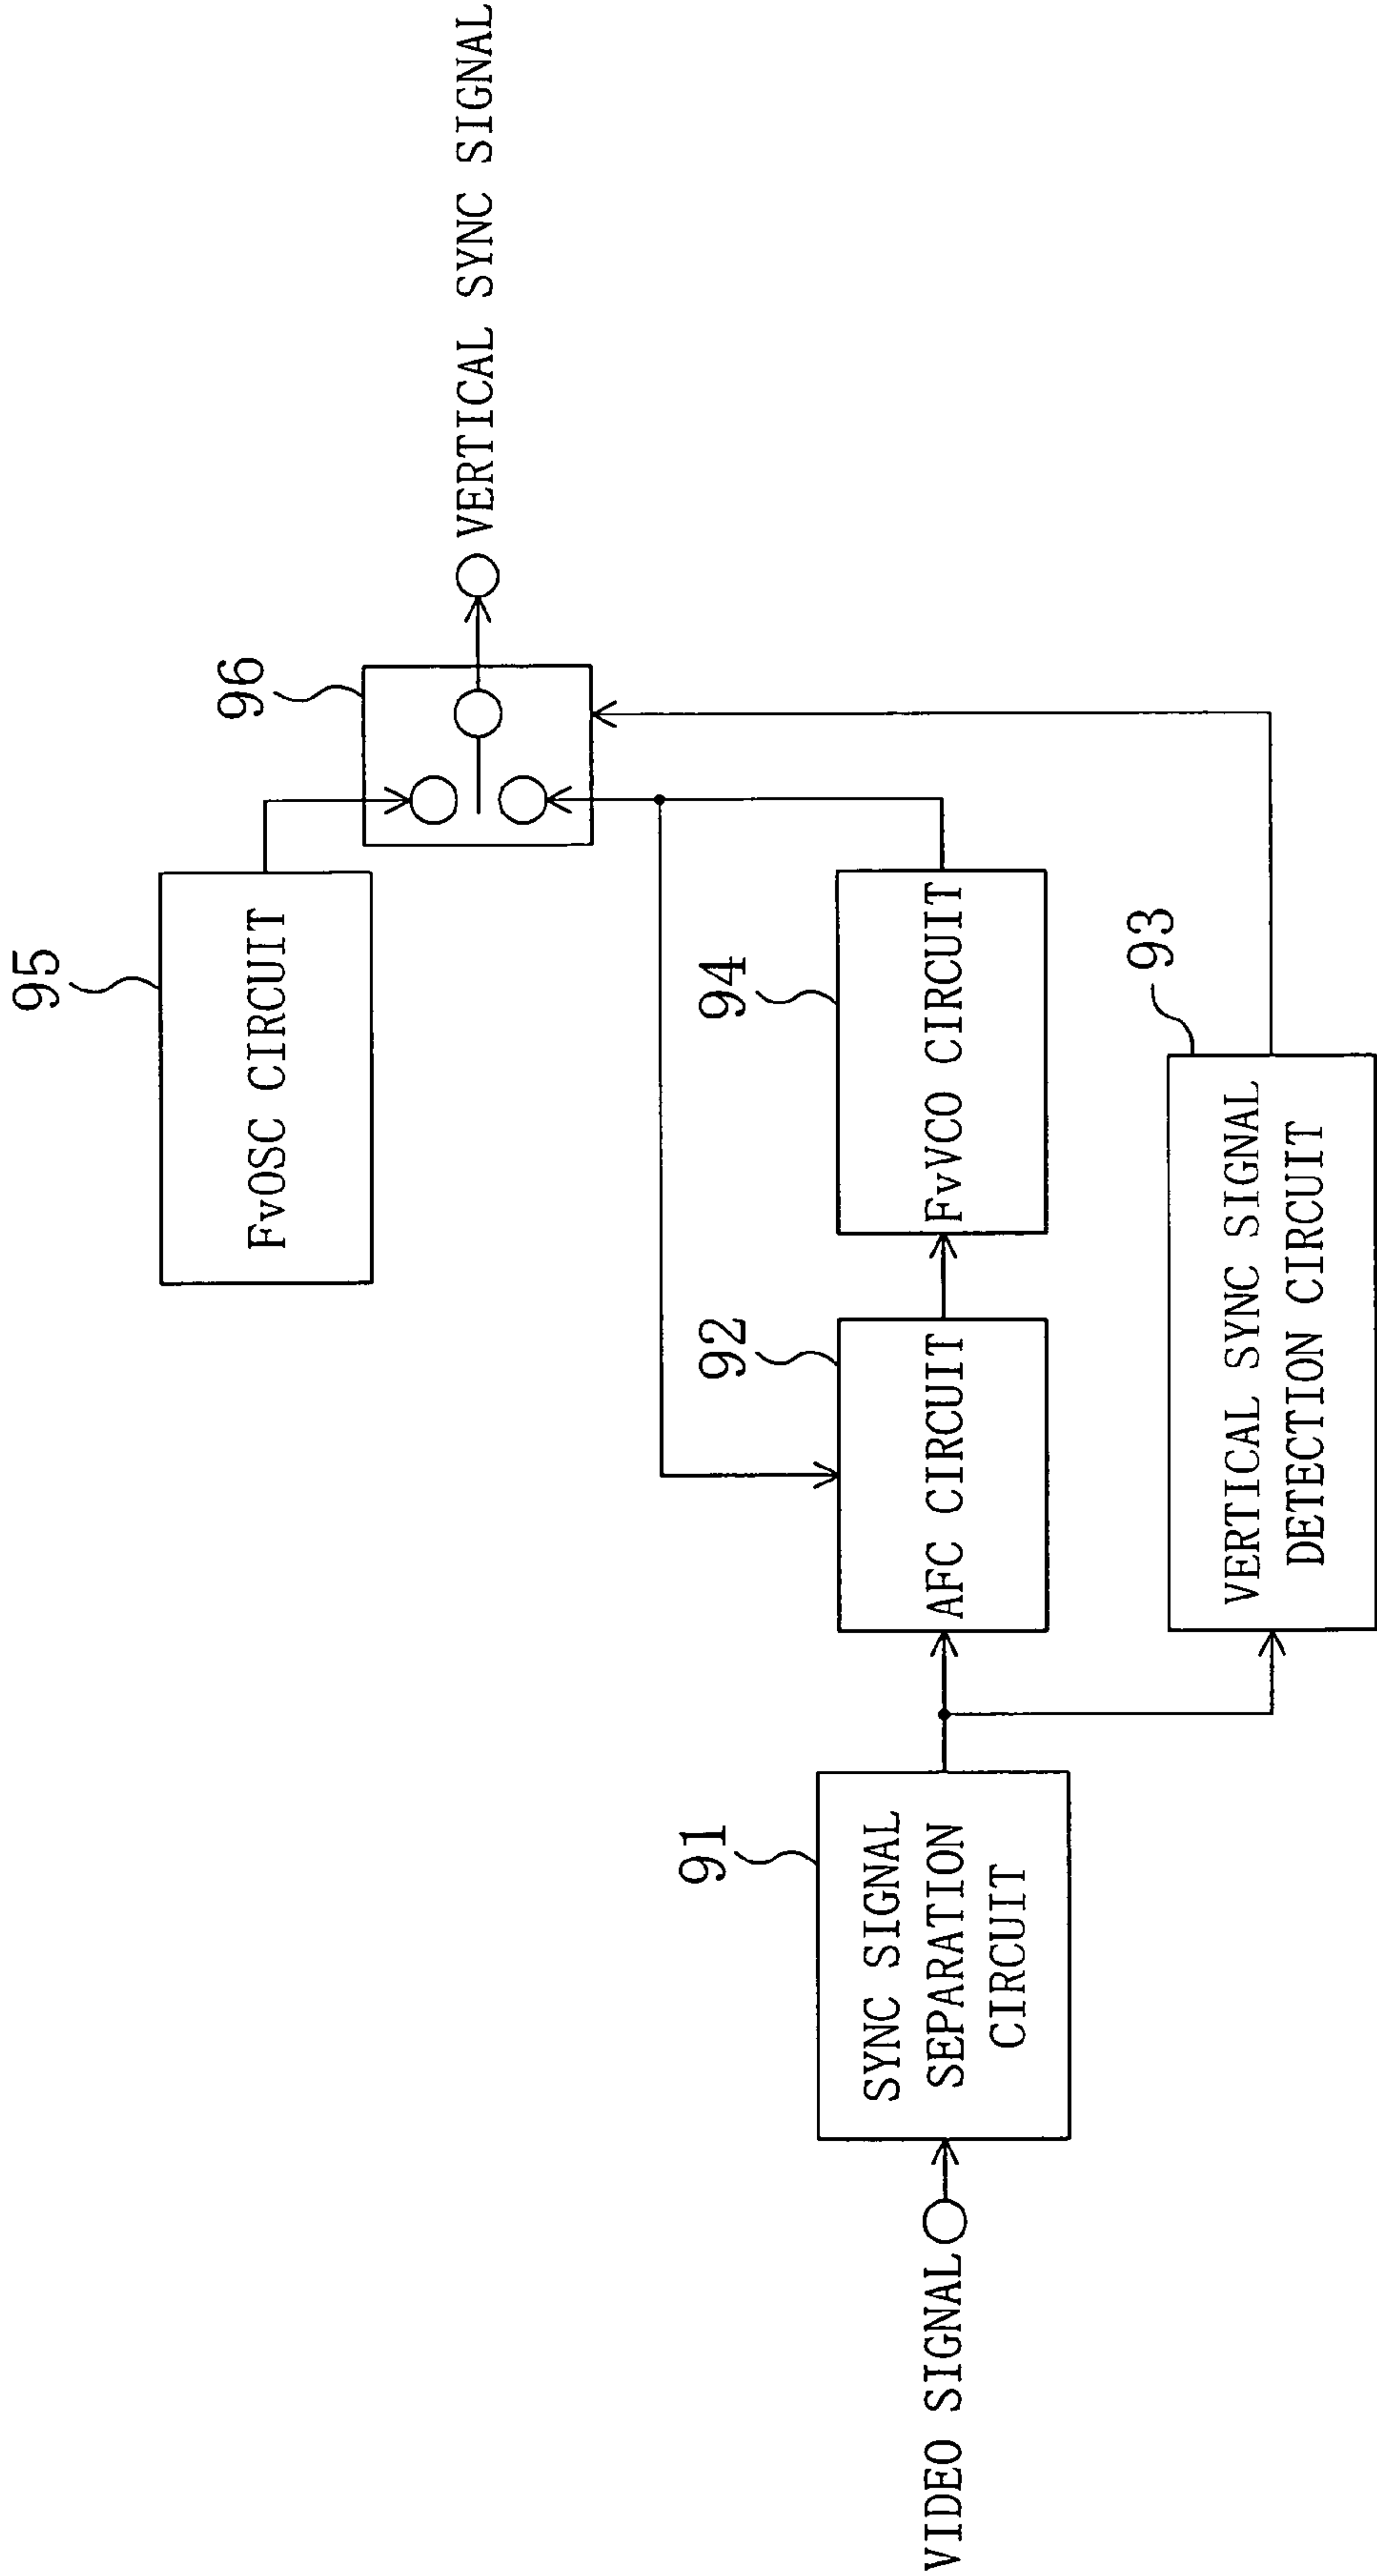 95
FvOSC CIRCUIT
96
VERTICAL SYNC SIGNAL
91
SYNC SIGNAL
SEPARATION
CIRCUIT
92
AFC CIRCUIT
94
FvVCO CIRCUIT
VIDEO SIGNAL
93
VERTICAL SYNC SIGNAL
DETECTION CIRCUIT